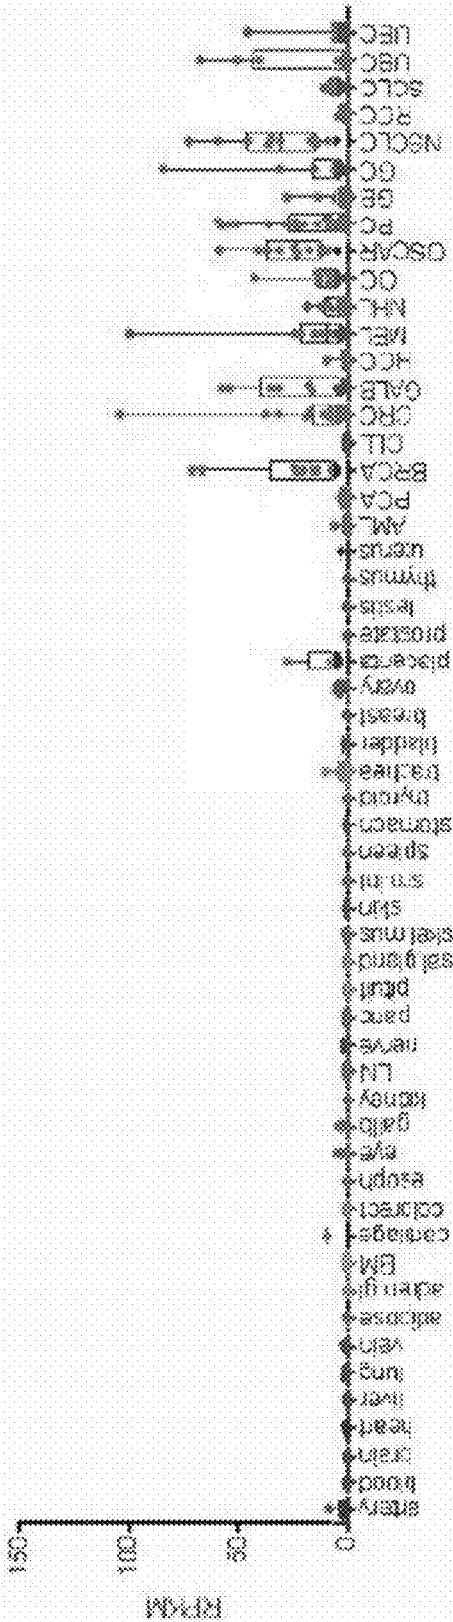 RPKM
150
100
50
0
artery
blood
brain
heart
liver
lung
vein
adipose
adren gl
BM
cartilage
colorect
esoph
eye
gallb
kidney
LN
nerve
panc
pituit
sal gland
skel mus
skin
sm.int
spleen
stomach
thyroid
trachea
bladder
breast
ovary
placenta
prostate
testis
thymus
uterus
AML
PCA
BRCA
CLL
CRC
GALB
HCC
MEL
NHL
OC
OSCAR
PC
GB
GC
NSCLC
RCC
SCLC
UBC
UEC